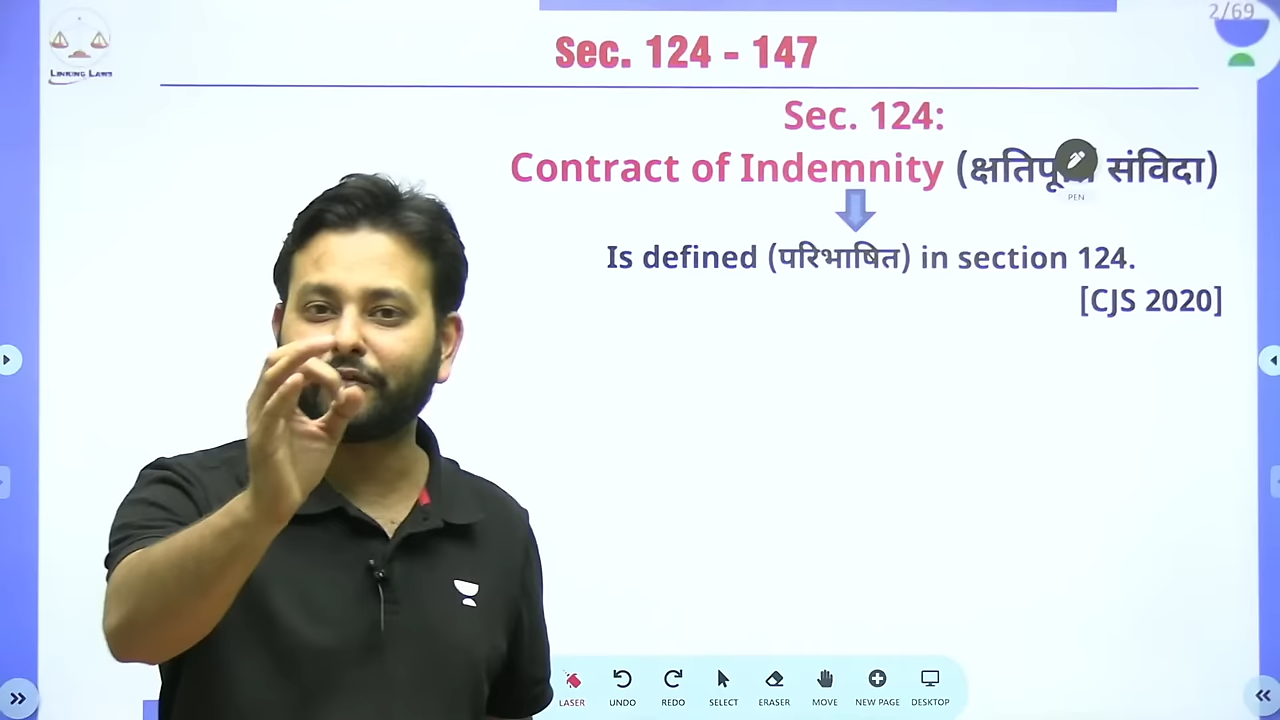 2/69
LINKING LAWS
Sec. 124 - 147
Sec. 124:
Contract of Indemnity (संविदा)
PEN
Is defined (परिभाषित) in section 124.
[CJS 2020]
LASER UNDO REDO SELECT ERASER MOVE NEW PAGE DESKTOP